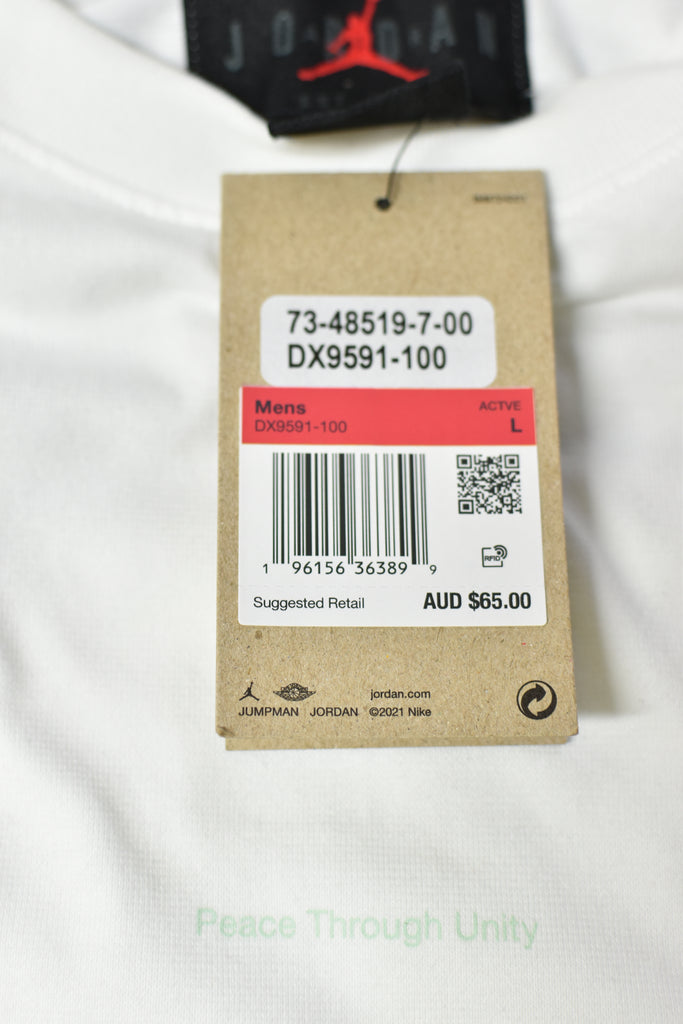 JORDAN
73-48519-7-00
DX9591-100
Mens
ACTVE
DX9591-100
L
1 96156 36389 9
RFID
Suggested Retail AUD $65.00
jordan.com
JUMPMAN JORDAN ©2021 Nike
Peace Through Unity